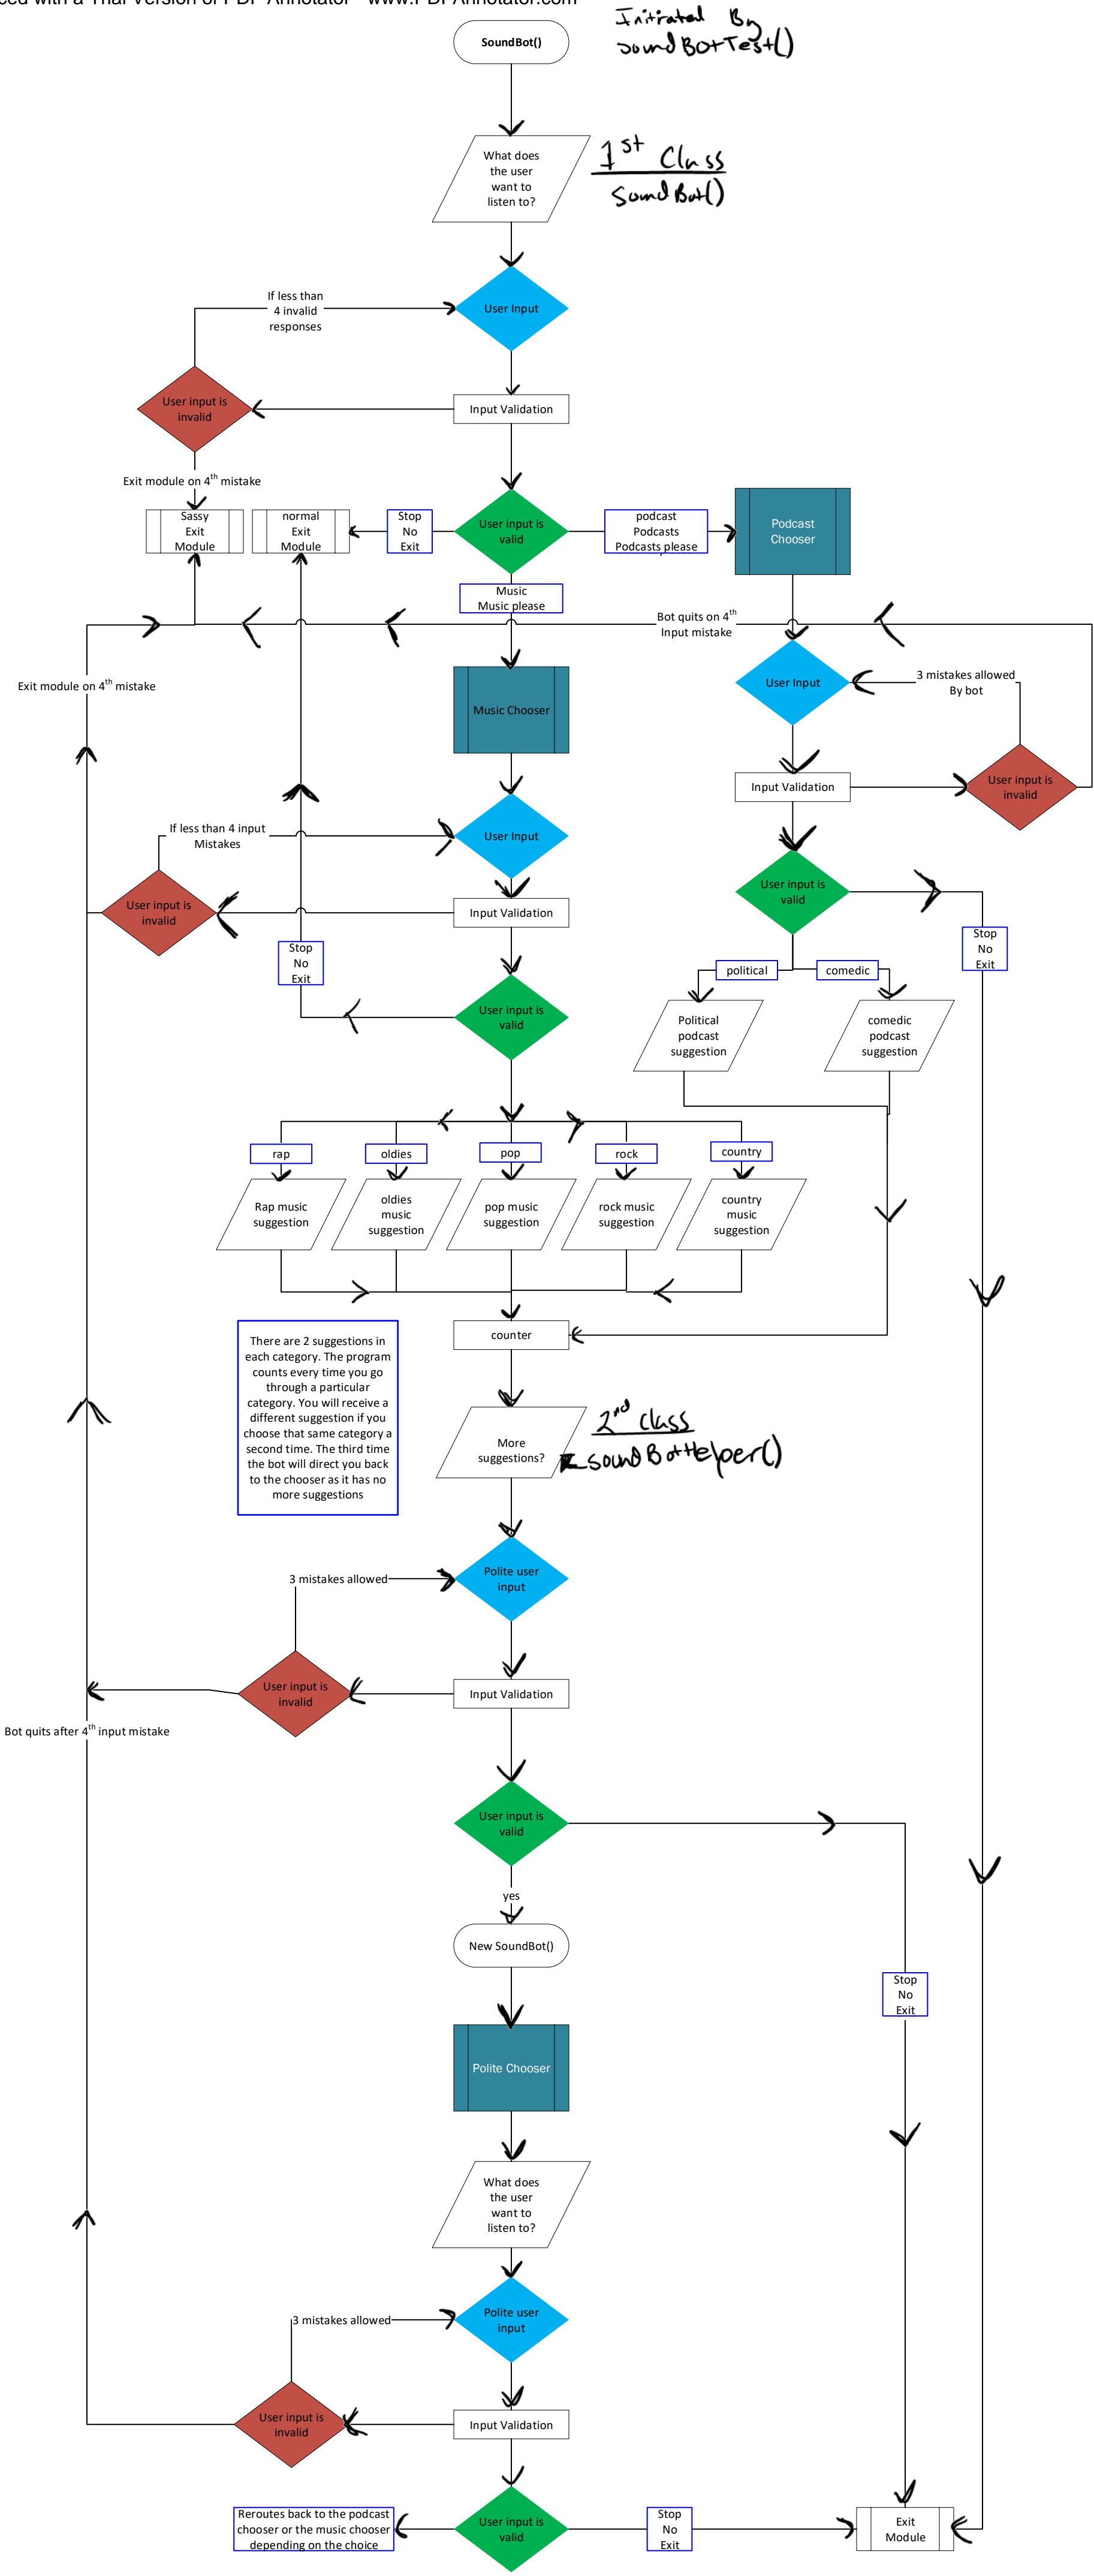 ced with a Trial Version of PDF Annotator - www.PDFAnnotator.com
Initiated By
SoundBotTest()
SoundBot()
What does
the user
want to
listen to?
1st Class
SoundBot()
If less than
4 invalid
responses
User Input
User input is
invalid
Input Validation
Exit module on 4th mistake
Sassy
Exit
Module
normal
Exit
Module
Stop
No
Exit
User input is
valid
podcast
Podcasts
Podcasts please
Podcast
Chooser
Music
Music please
Bot quits on 4th
Input mistake
Exit module on 4th mistake
Music Chooser
User Input
3 mistakes allowed
By bot
Input Validation
User input is
invalid
If less than 4 input
Mistakes
User Input
User input is
invalid
Input Validation
User input is
valid
Stop
No
Exit
Stop
No
Exit
political
comedic
User input is
valid
Political
podcast
suggestion
comedic
podcast
suggestion
rap
oldies
pop
rock
country
Rap music
suggestion
oldies
music
suggestion
pop music
suggestion
rock music
suggestion
country
music
suggestion
counter
There are 2 suggestions in
each category. The program
counts every time you go
through a particular
category. You will receive a
different suggestion if you
choose that same category a
second time. The third time
the bot will direct you back
to the chooser as it has no
more suggestions
More
suggestions?
2nd Class
soundBotHelper()
3 mistakes allowed
Polite user
input
User input is
invalid
Input Validation
Bot quits after 4th input mistake
User input is
valid
yes
New SoundBot()
Stop
No
Exit
Polite Chooser
What does
the user
want to
listen to?
3 mistakes allowed
Polite user
input
User input is
invalid
Input Validation
Reroutes back to the podcast
chooser or the music chooser
depending on the choice
User input is
valid
Stop
No
Exit
Exit
Module